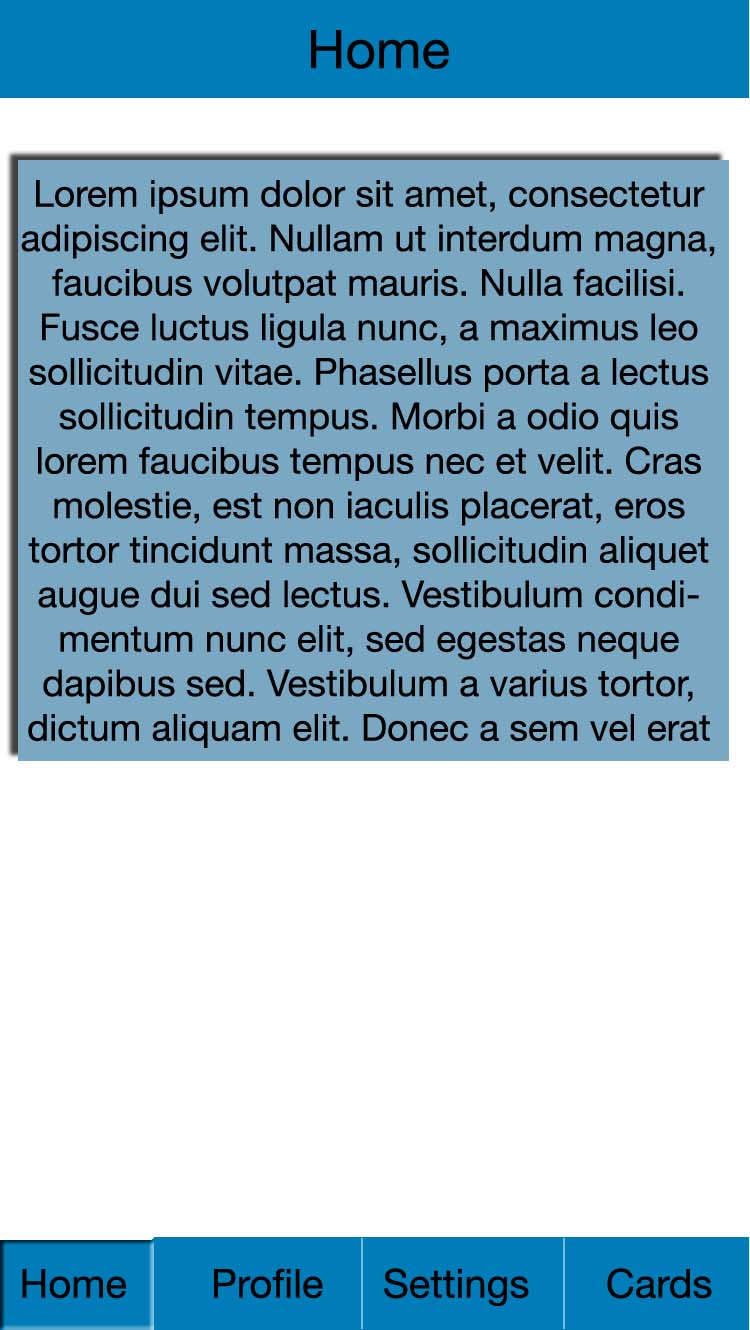 Home
Lorem ipsum dolor sit amet, consectetur
adipiscing elit. Nullam ut interdum magna,
faucibus volutpat mauris. Nulla facilisi.
Fusce luctus ligula nunc, a maximus leo
sollicitudin vitae. Phasellus porta a lectus
sollicitudin tempus. Morbi a odio quis
lorem faucibus tempus nec et velit. Cras
molestie, est non iaculis placerat, eros
tortor tincidunt massa, sollicitudin aliquet
augue dui sed lectus. Vestibulum condi-
mentum nunc elit, sed egestas neque
dapibus sed. Vestibulum a varius tortor,
dictum aliquam elit. Donec a sem vel erat
Home Profile Settings Cards